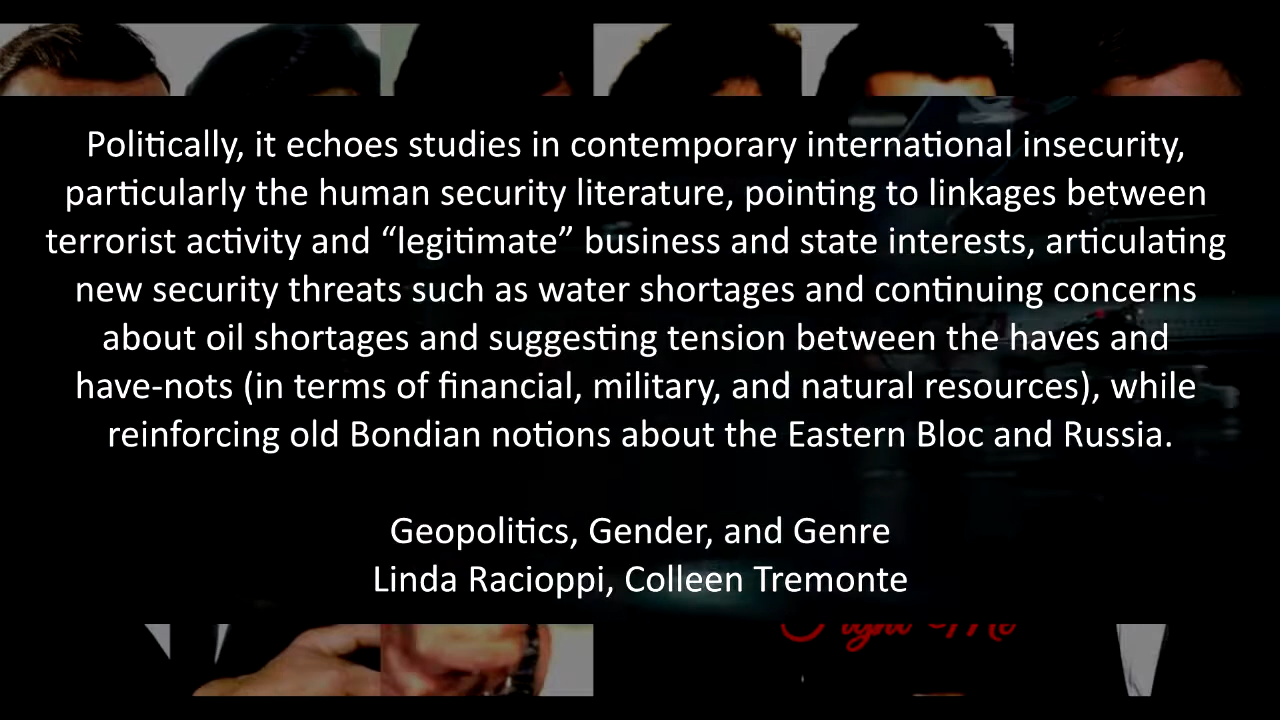 Politically, it echoes studies in contemporary international insecurity,
particularly the human security literature, pointing to linkages between
terrorist activity and “legitimate” business and state interests, articulating
new security threats such as water shortages and continuing concerns
about oil shortages and suggesting tension between the haves and
have-nots (in terms of financial, military, and natural resources), while
reinforcing old Bondian notions about the Eastern Bloc and Russia.
Geopolitics, Gender, and Genre
Linda Racioppi, Colleen Tremonte
Me